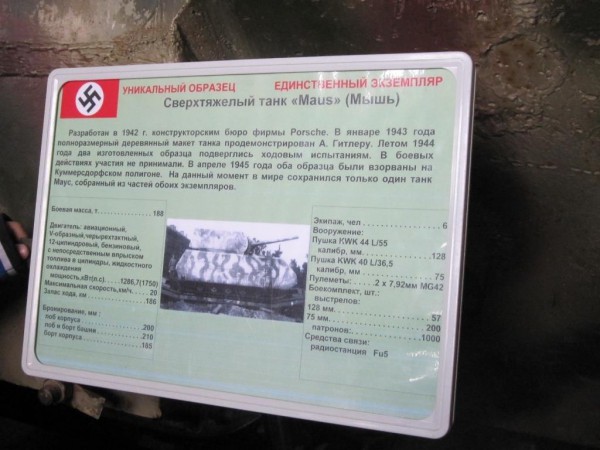 УНИКАЛЬНЫЙ ОБРАЗЕЦ ЕДИНСТВЕННЫЙ ЭКЗЕМПЛЯР
Сверхтяжелый танк «Maus» (Мышь)
Разработан в 1942 г. конструкторским бюро фирмы Porsche. В январе 1943 года
полноразмерный деревянный макет танка продемонстрирован А. Гитлеру. Летом 1944
года два изготовленных образца подверглись ходовым испытаниям. В боевых
действиях участия не принимали. В апреле 1945 года оба образца были взорваны на
Куммерсдорфском полигоне. На данный момент в мире сохранился только один танк
Маус, собранный из частей обоих экземпляров.
Боевая масса, т. . . . . . . . . . . . 188
Двигатель: авиационный,
V-образный, четырехтактный,
12-цилиндровый, бензиновый,
с непосредственным впрыском
топлива в цилиндры, жидкостного
охлаждения
мощность, кВт(л.с). . . . .1286,7(1750)
Максимальная скорость, км/ч. . 20
Запас хода, км . . . . . . . . . . . . 186
Бронирование, мм :
лоб корпуса . . . . . . . . . . . . 200
лоб и борт башни . . . . . . . . 210
борт корпуса . . . . . . . . . . . 185
Экипаж, чел . . . . . . . . . . . . . . 6
Вооружение:
Пушка KWK 44 L/55
калибр, мм . . . . . . . . . . . . . . 128
Пушка KWK 40 L/36,5
калибр, мм . . . . . . . . . . . . . . 75
Пулеметы: . . . . . 2 x 7,92мм MG42
Боекомплект, шт.:
выстрелов:
128 мм. . . . . . . . . . . . . . . . . 57
75 мм. . . . . . . . . . . . . . . . . 200
патронов:. . . . . . . . . . . . . .1000
Средства связи:
радиостанция Fu5